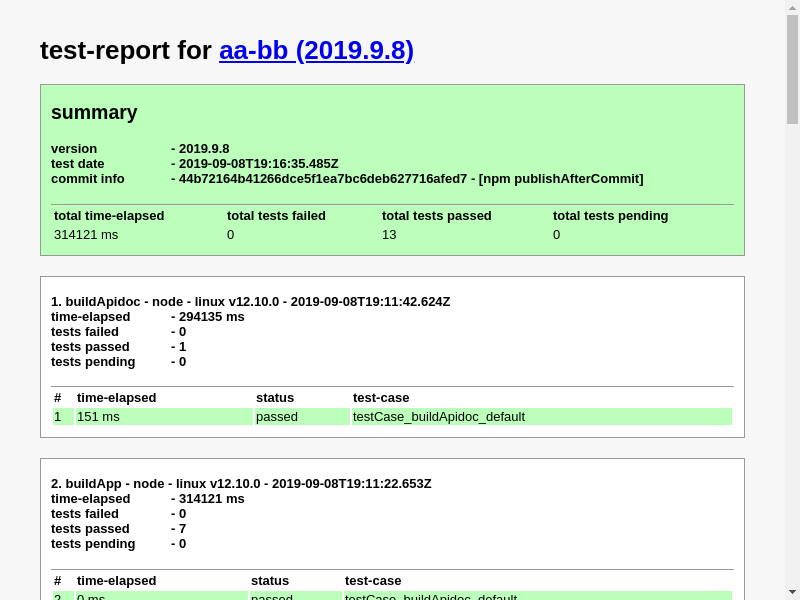 test-report for aa-bb (2019.9.8)
summary
version - 2019.9.8
test date - 2019-09-08T19:16:35.485Z
commit info - 44b72164b41266dce5f1ea7bc6deb627716afed7 - [npm publishAfterCommit]
total time-elapsed total tests failed total tests passed total tests pending
314121 ms 0 13 0
1. buildApidoc - node - linux v12.10.0 - 2019-09-08T19:11:42.624Z
time-elapsed - 294135 ms
tests failed - 0
tests passed - 1
tests pending - 0
# time-elapsed status test-case
1 151 ms passed testCase_buildApidoc_default
2. buildApp - node - linux v12.10.0 - 2019-09-08T19:11:22.653Z
time-elapsed - 314121 ms
tests failed - 0
tests passed - 7
tests pending - 0
# time-elapsed status test-case
2 0 ms passed testCase_buildApidoc_default